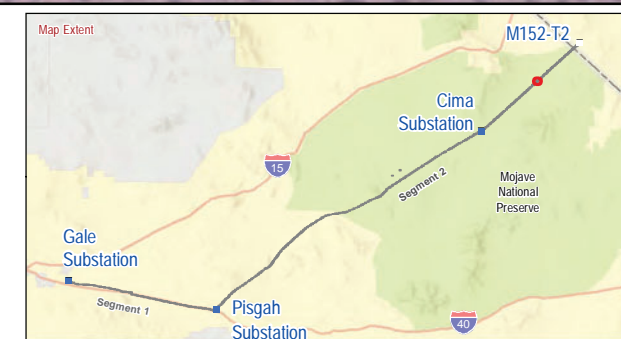 Map Extent
M152-T2
Cima
Substation
15
Segment 2
Mojave
National
Preserve
Gale
Substation
Segment 1
Pisgah
Substation
40